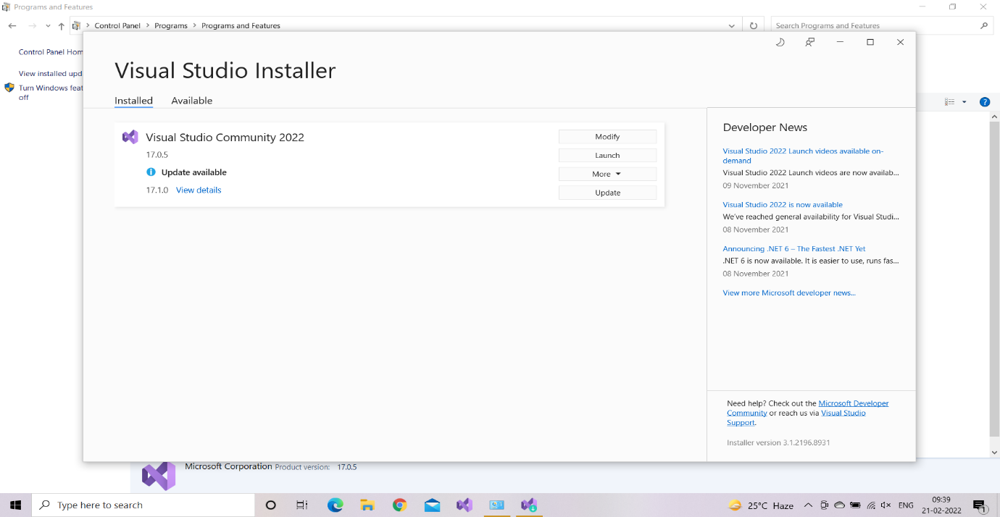 Programs and Features
Control Panel Programs Programs and Features
Search Programs and Features
Control Panel Hom
View installed upd
Turn Windows feat
off
Visual Studio Installer
Installed Available
Visual Studio Community 2022
17.0.5
Update available
17.1.0 View details
Modify
Launch
More
Update
Developer News
Visual Studio 2022 Launch videos available on-
demand
Visual Studio 2022 Launch videos are now availab...
09 November 2021
Visual Studio 2022 is now available
We've reached general availability for Visual Studi...
08 November 2021
Announcing .NET 6 – The Fastest .NET Yet
.NET 6 is now available. It is easier to use, runs fas...
08 November 2021
View more Microsoft developer news...
Need help? Check out the Microsoft Developer
Community or reach us via Visual Studio
Support.
Installer version 3.1.2196.8931
Microsoft Corporation Product version: 17.0.5
Type here to search
25°C Haze
ENG
09:39
21-02-2022
1